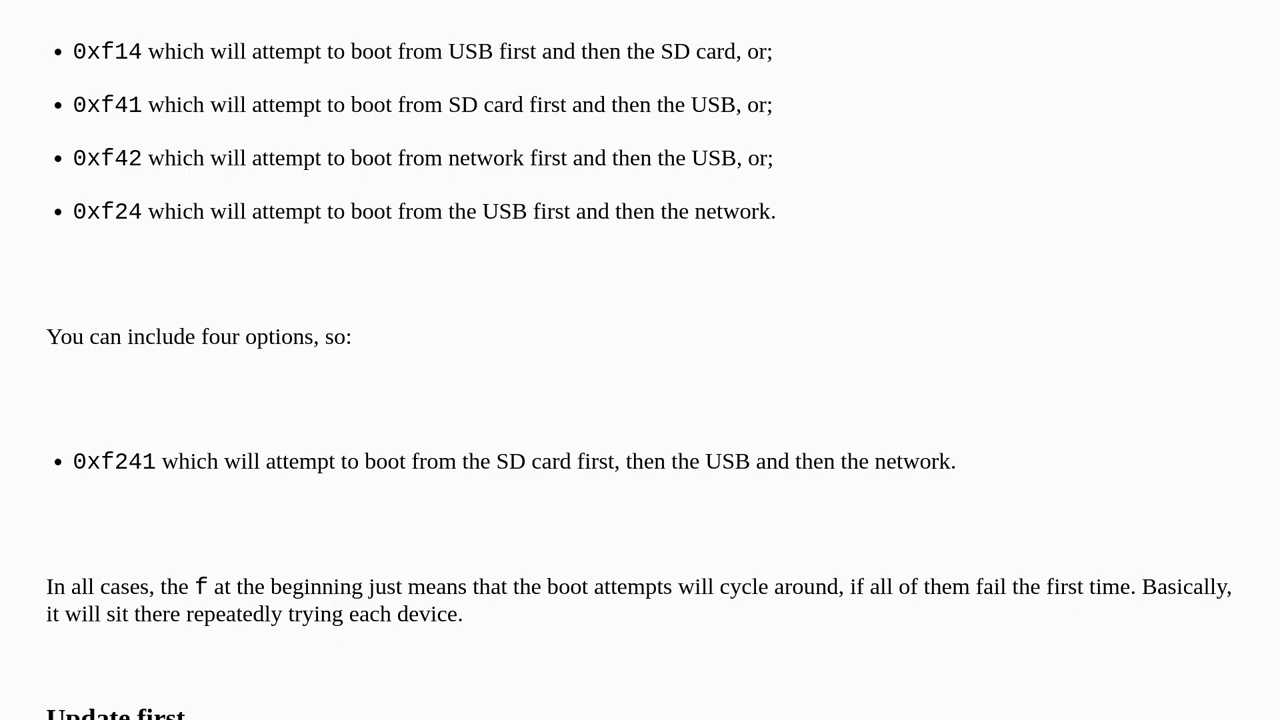 • 0xf14 which will attempt to boot from USB first and then the SD card, or;
• 0xf41 which will attempt to boot from SD card first and then the USB, or;
• 0xf42 which will attempt to boot from network first and then the USB, or;
• 0xf24 which will attempt to boot from the USB first and then the network.
You can include four options, so:
• 0xf241 which will attempt to boot from the SD card first, then the USB and then the network.
In all cases, the f at the beginning just means that the boot attempts will cycle around, if all of them fail the first time. Basically,
it will sit there repeatedly trying each device.
Update first